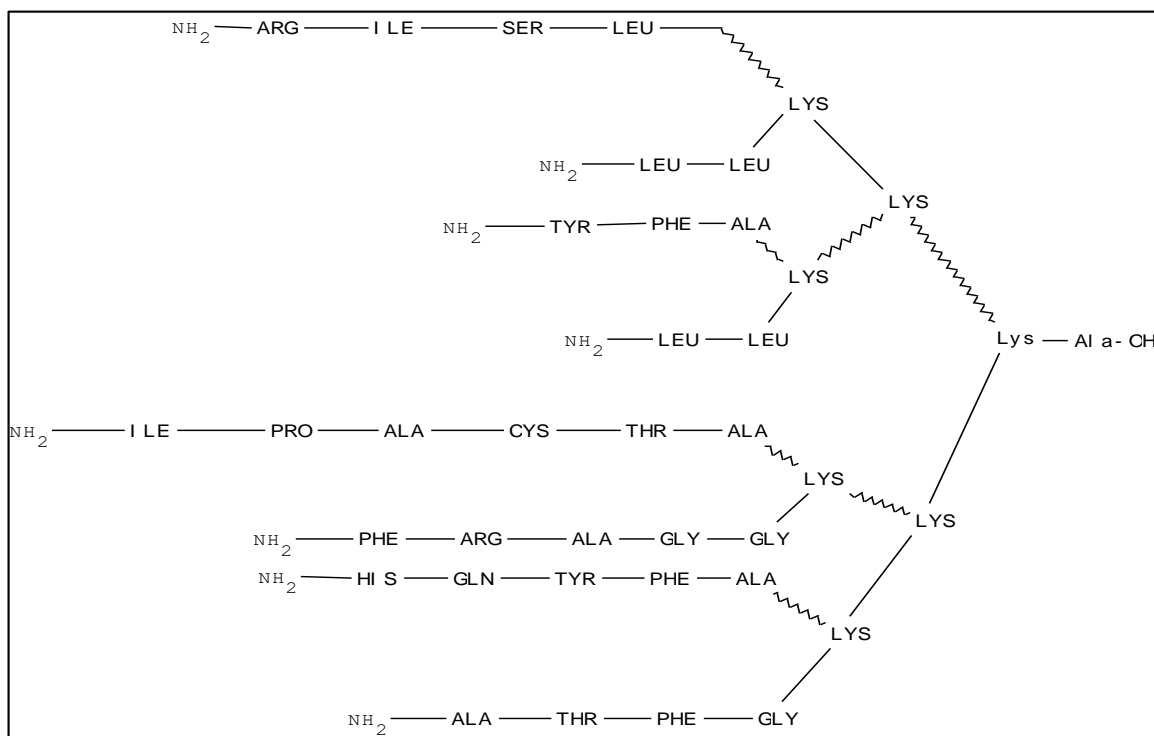 NH2 ARG ILE SER LEU
LYS
NH2 LEU LEU
LYS
NH2 TYR PHE ALA
LYS
NH2 LEU LEU
Lys Ala-OH
NH2 ILE PRO ALA CYS THR ALA
LYS
LYS
NH2 PHE ARG ALA GLY GLY
NH2 HIS GLN TYR PHE ALA
LYS
NH2 ALA THR PHE GLY